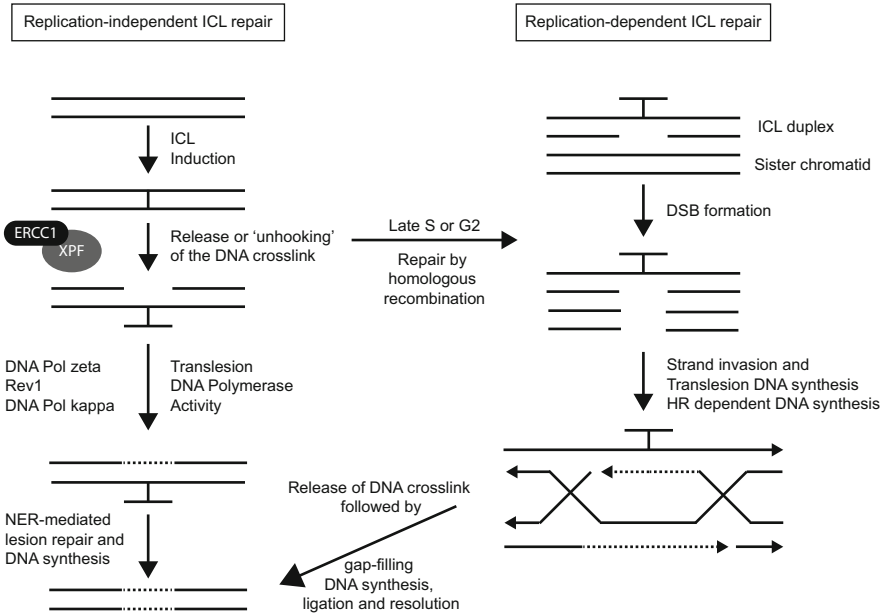 Replication-independent ICL repair
Replication-dependent ICL repair
ICL
Induction
ERCC1
XPF
Release or ‘unhooking’
of the DNA crosslink
DNA Pol zeta
Rev1
DNA Pol kappa
Translesion
DNA Polymerase
Activity
NER-mediated
lesion repair and
DNA synthesis
Late S or G2
Repair by
homologous
recombination
ICL duplex
Sister chromatid
DSB formation
Strand invasion and
Translesion DNA synthesis
HR dependent DNA synthesis
Release of DNA crosslink
followed by
gap-filling
DNA synthesis,
ligation and resolution